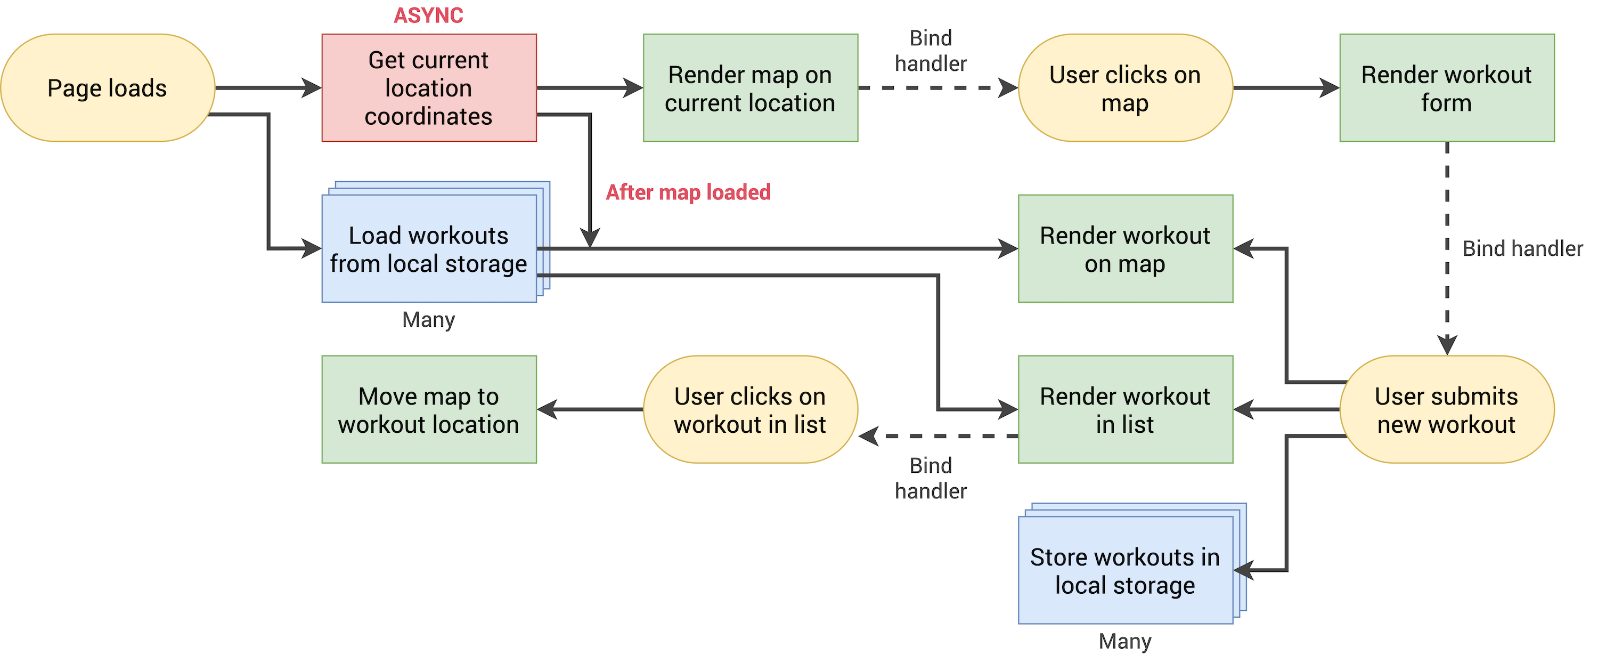 ASYNC
Page loads
Get current
location
coordinates
Render map on
current location
Bind
handler
User clicks on
map
Render workout
form
After map loaded
Load workouts
from local storage
Many
Render workout
on map
Bind handler
Move map to
workout location
User clicks on
workout in list
Render workout
in list
User submits
new workout
Bind
handler
Store workouts in
local storage
Many